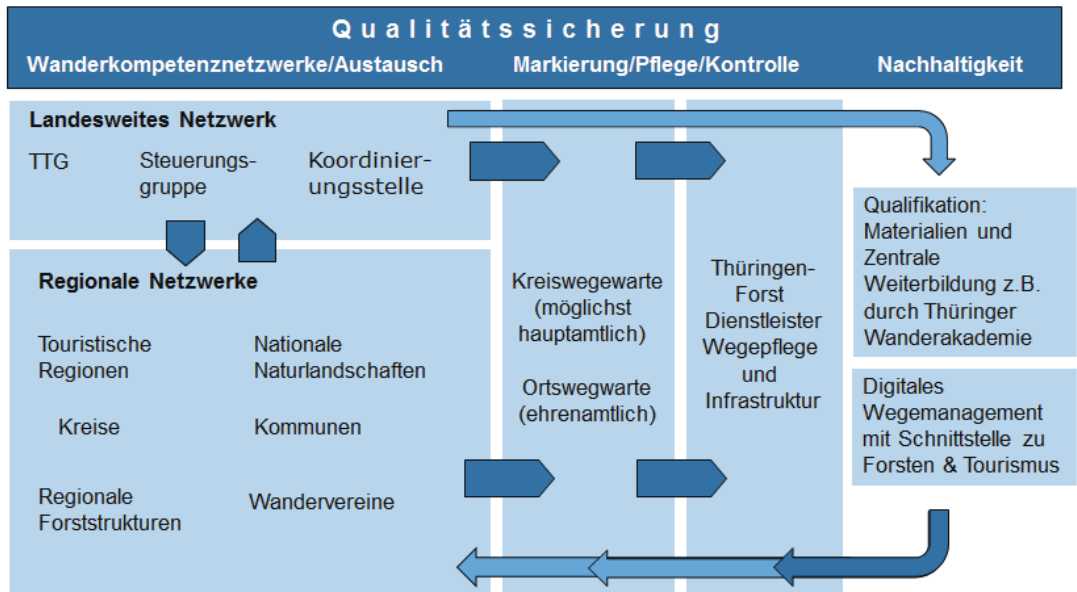 Qualitätssicherung
Wanderkompetenznetzwerke/Austausch
Markierung/Pflege/Kontrolle
Nachhaltigkeit
Landesweites Netzwerk
TTG
Steuerungs-
gruppe
Koordinier-
ungsstelle
Regionale Netzwerke
Touristische
Regionen
Nationale
Naturlandschaften
Kreise
Kommunen
Regionale
Forststrukturen
Wandervereine
Kreiswegewarte
(möglichst
hauptamtlich)
Ortswegwarte
(ehrenamtlich)
Thüringen-
Forst
Dienstleister
Wegepflege
und
Infrastruktur
Qualifikation:
Materialien und
Zentrale
Weiterbildung z.B.
durch Thüringer
Wanderakademie
Digitales
Wegemanagement
mit Schnittstelle zu
Forsten & Tourismus